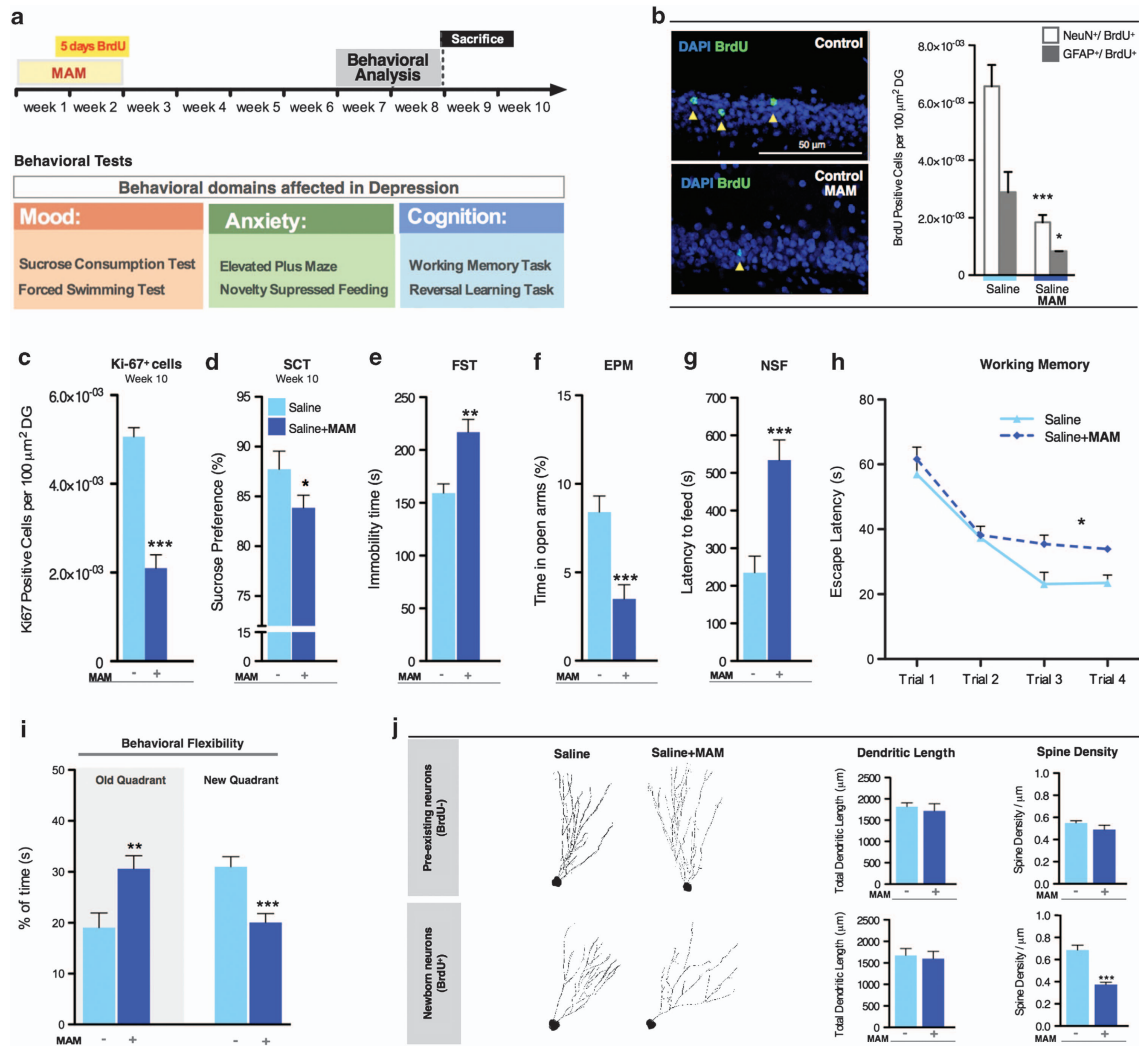 a
5 days BrdU
MAM
Sacrifice
Behavioral
Analysis
week 1 week 2 week 3 week 4 week 5 week 6 week 7 week 8 week 9 week 10
Behavioral Tests
Behavioral domains affected in Depression
Mood:
Sucrose Consumption Test
Forced Swimming Test
Anxiety:
Elevated Plus Maze
Novelty Supressed Feeding
Cognition:
Working Memory Task
Reversal Learning Task
b
DAPI BrdU Control
50 µm
DAPI BrdU Control
MAM
NeuN⁺/ BrdU⁺
GFAP⁺/ BrdU⁺
BrdU Positive Cells per 100 µm² DG
8.0×10⁻⁰³
6.0×10⁻⁰³
4.0×10⁻⁰³
2.0×10⁻⁰³
0
***
*
Saline Saline
MAM
c
Ki-67⁺ cells
Week 10
Ki67 Positive Cells per 100 µm² DG
6.0×10⁻⁰³
4.0×10⁻⁰³
2.0×10⁻⁰³
0
***
MAM - +
d
SCT
Week 10
Saline
Saline+MAM
Sucrose Preference (%)
95
90
85
80
75
15
0
*
MAM - +
e
FST
Immobility time (s)
250
200
150
100
50
0
**
MAM - +
f
EPM
Time in open arms (%)
15
10
5
0
***
MAM - +
g
NSF
Latency to feed (s)
700
600
500
400
300
200
100
0
***
MAM - +
h
Working Memory
Saline
Saline+MAM
Escape Latency (s)
80
60
40
20
0
*
Trial 1 Trial 2 Trial 3 Trial 4
i
Behavioral Flexibility
Old Quadrant New Quadrant
% of time (s)
50
40
30
20
10
0
**
***
MAM - + - +
j
Saline Saline+MAM Dendritic Length Spine Density
Pre-existing neurons
(BrdU-)
Total Dendritic Length (µm)
2500
2000
1500
1000
500
0
MAM - +
Spine Density / µm
1.0
0.8
0.6
0.4
0.2
0.0
MAM - +
Newborn neurons
(BrdU⁺)
Total Dendritic Length (µm)
2500
2000
1500
1000
500
0
MAM - +
Spine Density / µm
1.0
0.8
0.6
0.4
0.2
0.0
***
MAM - +